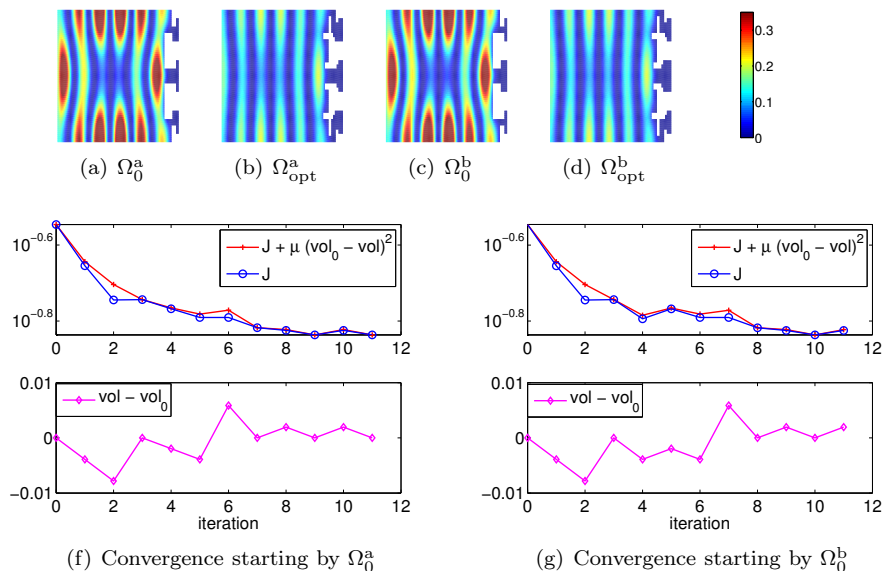 0.3
0.2
0.1
0
(a) Ω₀ᵃ
(b) Ωₒₚₜᵃ
(c) Ω₀ᵇ
(d) Ωₒₚₜᵇ
10⁻⁰·⁶
10⁻⁰·⁸
J + μ (vol₀ − vol)²
J
0 2 4 6 8 10 12
0.01
0
−0.01
vol − vol₀
0 2 4 6 8 10 12
iteration
(f) Convergence starting by Ω₀ᵃ
10⁻⁰·⁶
10⁻⁰·⁸
J + μ (vol₀ − vol)²
J
0 2 4 6 8 10 12
0.01
0
−0.01
vol − vol₀
0 2 4 6 8 10 12
iteration
(g) Convergence starting by Ω₀ᵇ